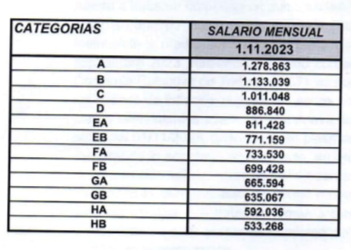 CATEGORIAS SALARIO MENSUAL
1.11.2023
A 1.278.863
B 1.133.039
C 1.011.048
D 886.840
EA 811.428
EB 771.159
FA 733.530
FB 699.428
GA 665.594
GB 635.067
HA 592.036
HB 533.268